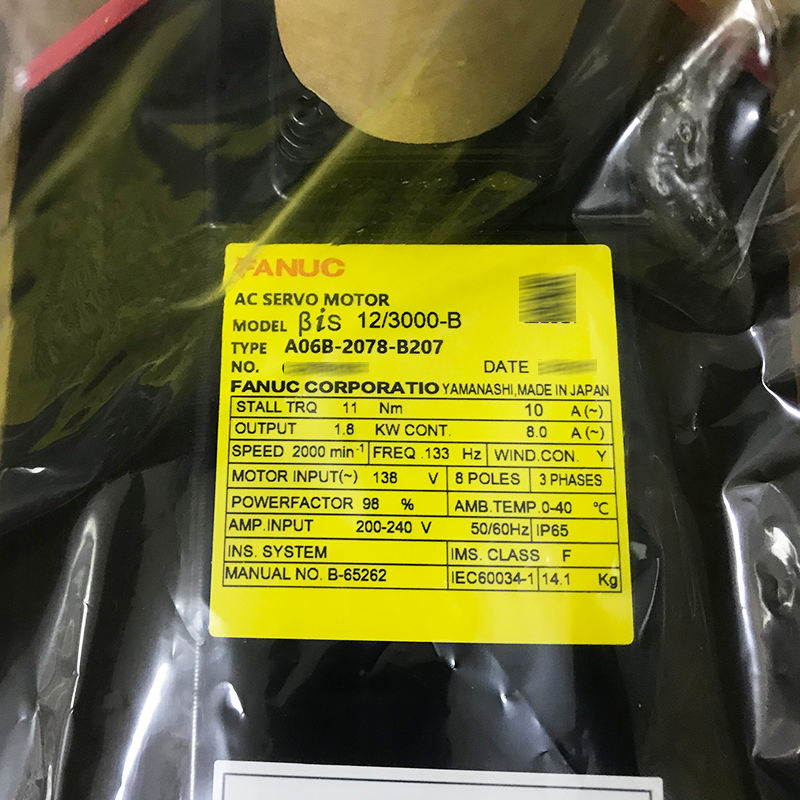 FANUC
AC SERVO MOTOR
MODEL βis 12/3000-B
TYPE A06B-2078-B207
NO. DATE
FANUC CORPORATIO YAMANASHI,MADE IN JAPAN
STALL TRQ 11 Nm 10 A(~)
OUTPUT 1.8 KW CONT. 8.0 A(~)
SPEED 2000 min-1 FREQ.133 Hz WIND.CON. Y
MOTOR INPUT(~) 138 V 8 POLES 3 PHASES
POWERFACTOR 98 % AMB.TEMP.0-40 ℃
AMP.INPUT 200-240 V 50/60Hz IP65
INS. SYSTEM IMS. CLASS . F
MANUAL NO. B-65262 IEC60034-1 14.1 Kg